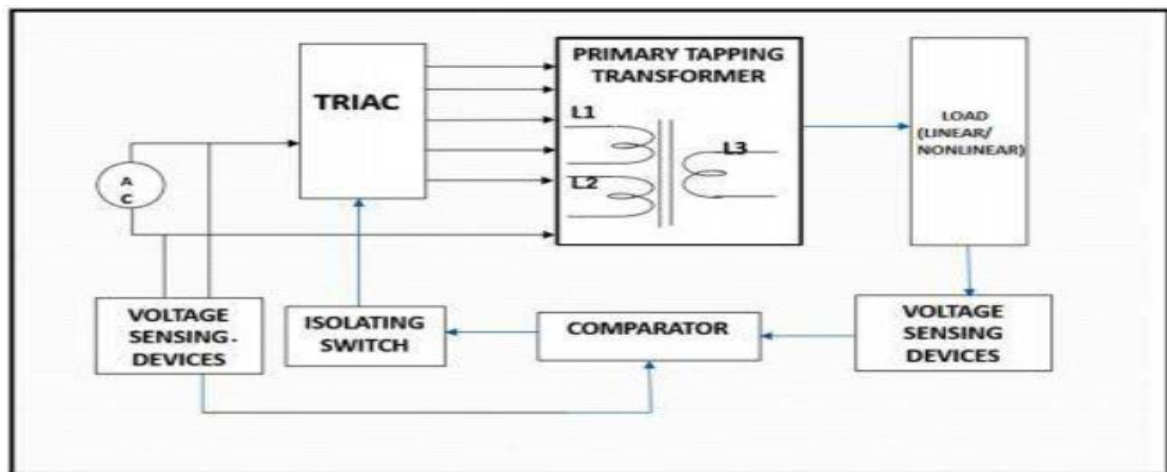 TRIAC
PRIMARY TAPPING
TRANSFORMER
L1
L2
L3
LOAD
(LINEAR/
NONLINEAR)
A
C
VOLTAGE
SENSING.
DEVICES
ISOLATING
SWITCH
COMPARATOR
VOLTAGE
SENSING
DEVICES